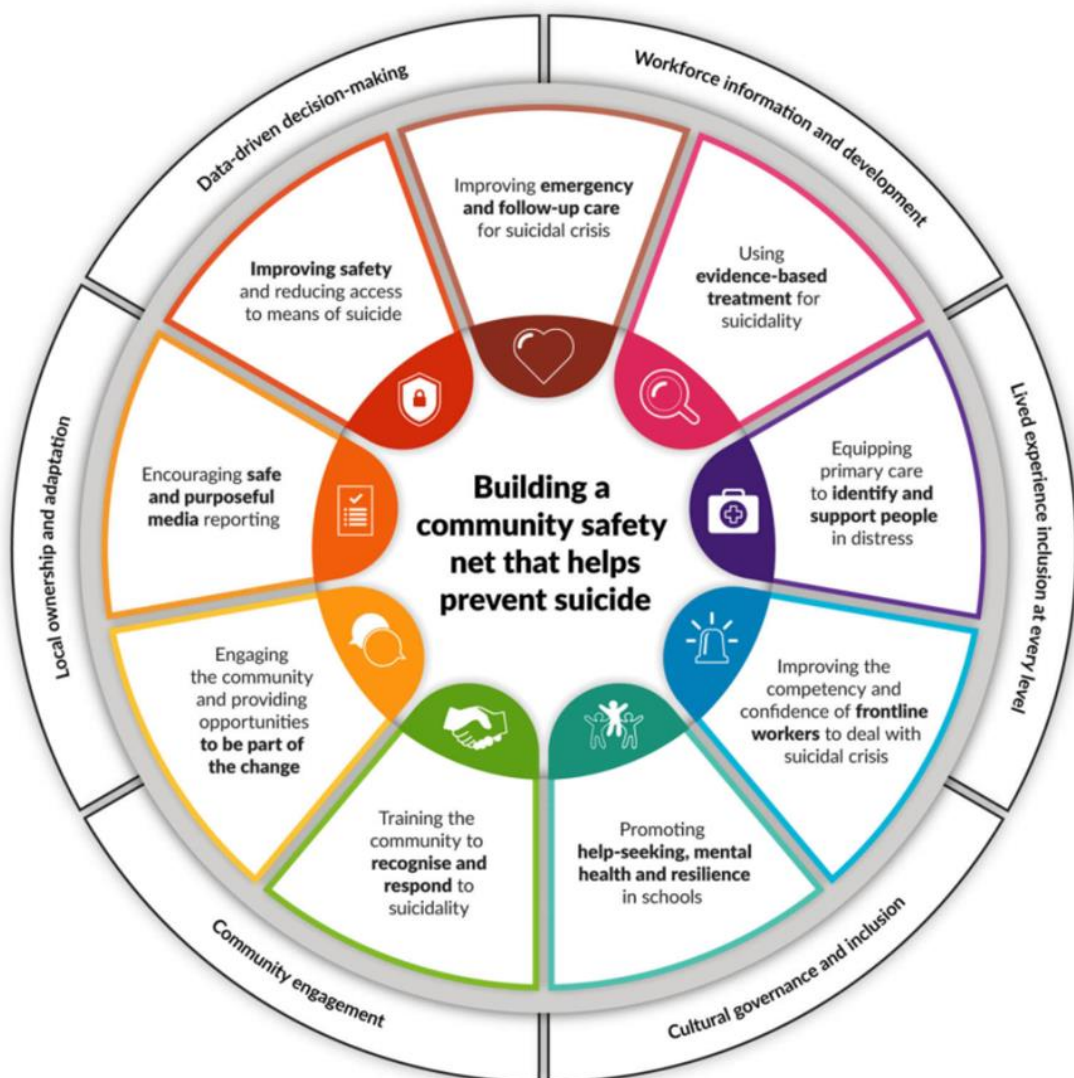 Data-driven decision-making
Workforce information and development
Lived experience inclusion at every level
Cultural governance and inclusion
Community engagement
Local ownership and adaptation
Improving emergency
and follow-up care
for suicidal crisis
Using
evidence-based
treatment for
suicidality
Equipping
primary care
to identify and
support people
in distress
Improving the
competency and
confidence of frontline
workers to deal with
suicidal crisis
Promoting
help-seeking, mental
health and resilience
in schools
Training the
community to
recognise and
respond to
suicidality
Engaging
the community
and providing
opportunities
to be part of
the change
Encouraging safe
and purposeful
media reporting
Improving safety
and reducing access
to means of suicide
Building a
community safety
net that helps
prevent suicide